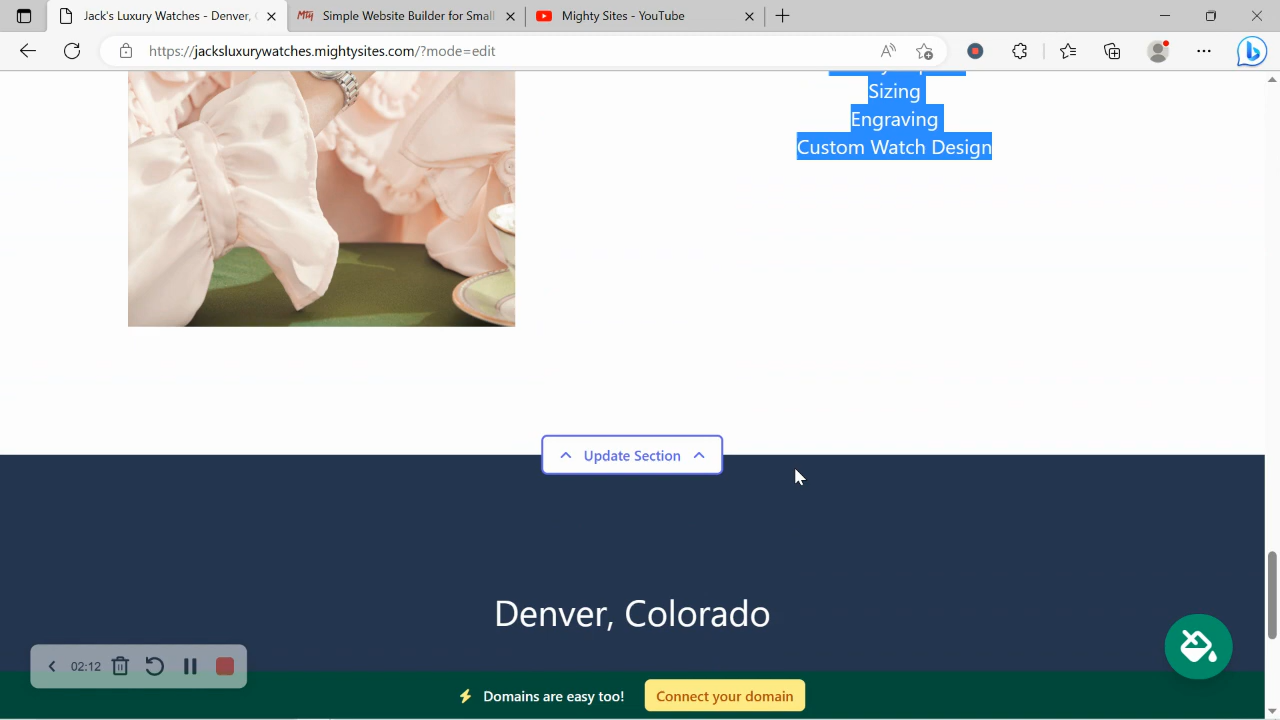 Jack's Luxury Watches - Denver,
Simple Website Builder for Small
Mighty Sites - YouTube
https://jacksluxurywatches.mightysites.com/?mode=edit
Sizing
Engraving
Custom Watch Design
Update Section
Denver, Colorado
02:12
Domains are easy too!
Connect your domain